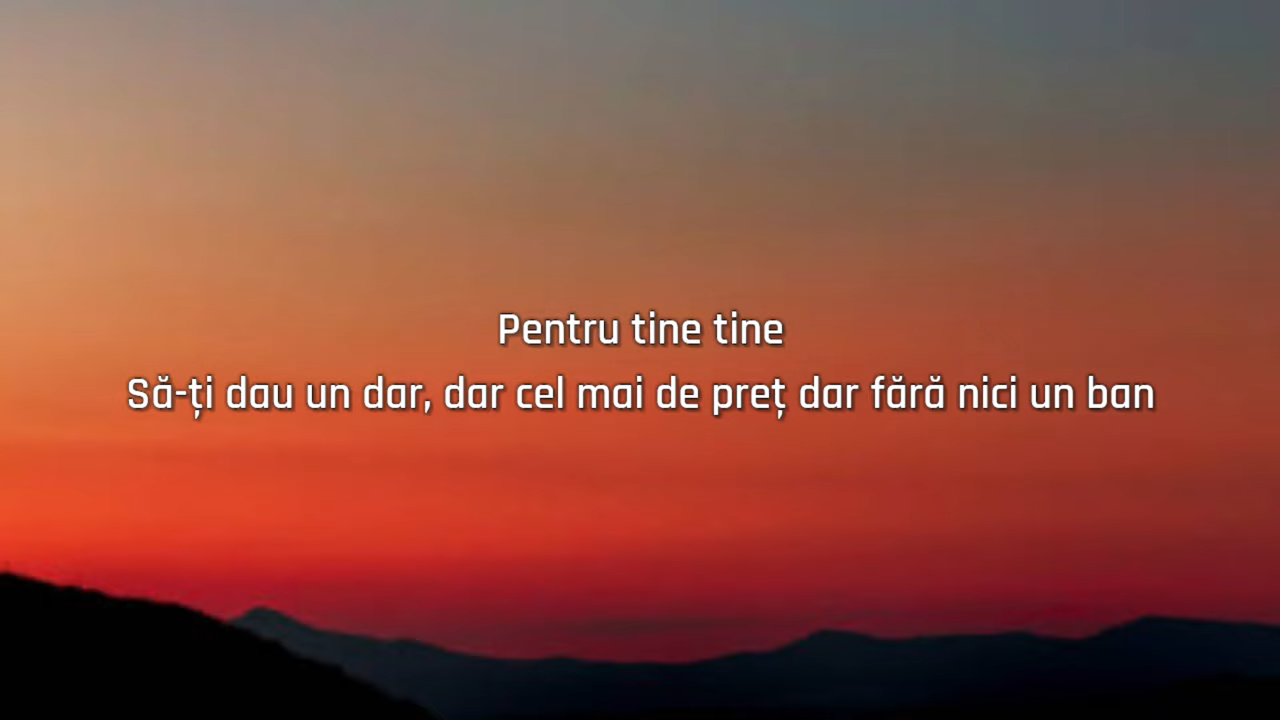 Pentru tine tine
Să-ți dau un dar, dar cel mai de preț dar fără nici un ban